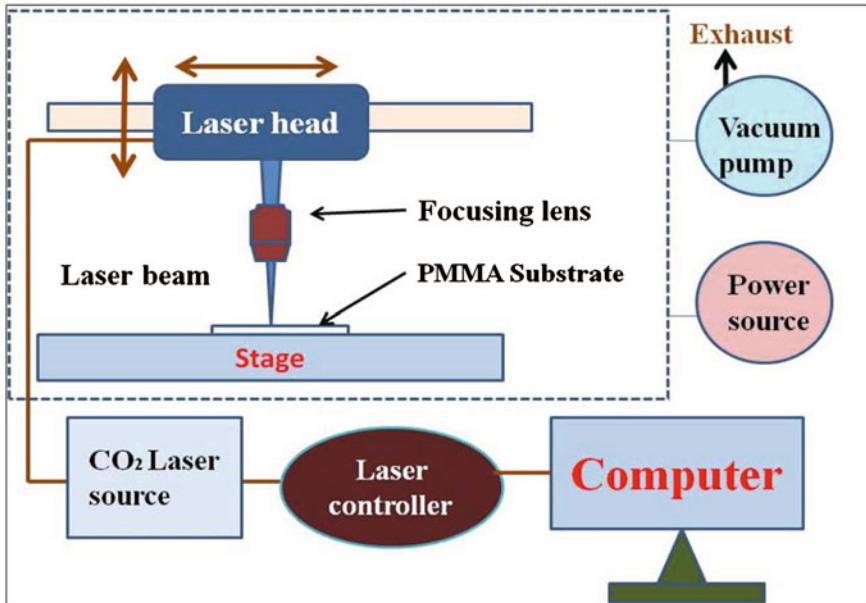 Exhaust
Laser head
Vacuum
pump
Focusing lens
Laser beam
PMMA Substrate
Power
source
Stage
CO₂ Laser
source
Laser
controller
Computer